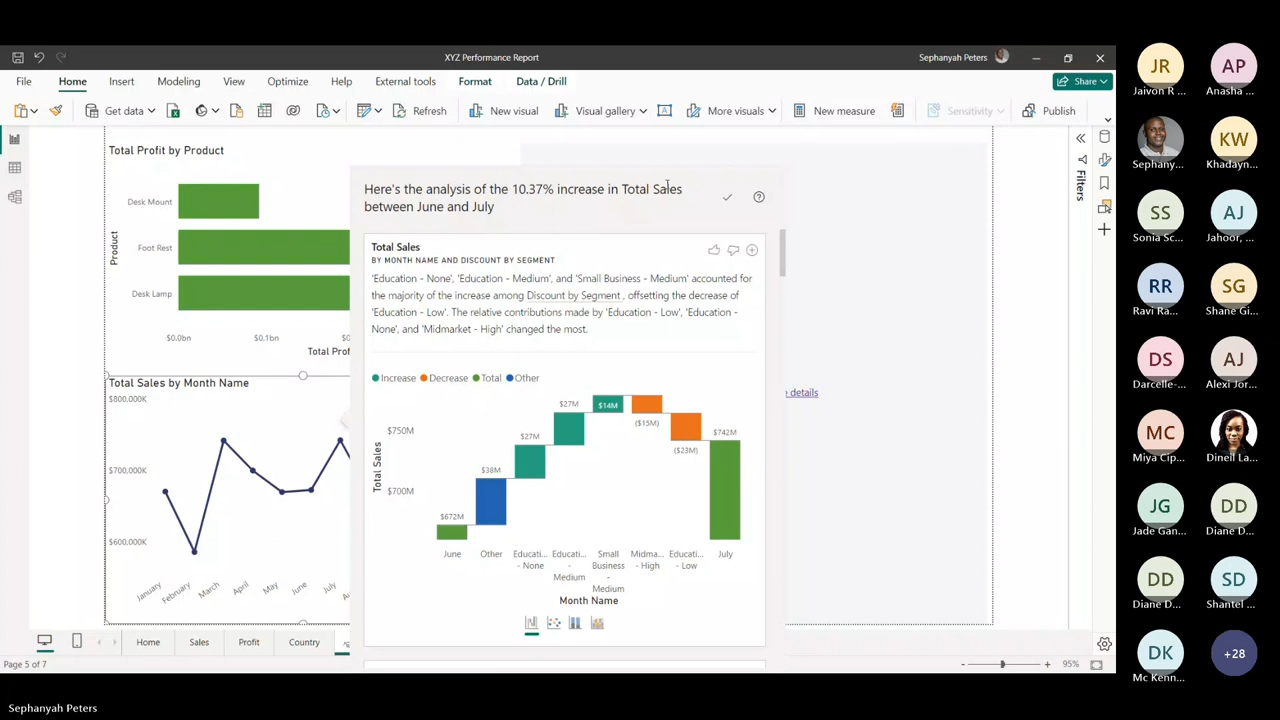 XYZ Performance Report
Sephanyah Peters
File Home Insert Modeling View Optimize Help External tools Format Data / Drill Share
Get data Refresh New visual Visual gallery More visuals New measure Sensitivity Publish
Total Profit by Product
Desk Mount
Foot Rest
Desk Lamp
Product
$0.0bn $0.1bn
Total Sales by Month Name
$800,000K
$700,000K
$600,000K
January February March April May June July
Here's the analysis of the 10.37% increase in Total Sales
between June and July
Total Sales
BY MONTH NAME AND DISCOUNT BY SEGMENT
'Education - None', 'Education - Medium', and 'Small Business - Medium' accounted for
the majority of the increase among Discount by Segment , offsetting the decrease of
'Education - Low'. The relative contributions made by 'Education - Low', 'Education -
None', and 'Midmarket - High' changed the most.
Increase Decrease Total Other
$750M
$700M
Total Sales
$672M $38M $27M $27M $14M ($15M) ($23M) $742M
June Other Educati... - None Educati... - Medium Small Business - Medium Midma... - High Educati... - Low July
Month Name
details
Filters
Home Sales Profit Country
Page 5 of 7
95%
JR
Jaivon R ...
AP
Anasha ...
Sephany...
KW
Khadayn...
SS
Sonia Sc...
AJ
Jahoor, ...
RR
Ravi Ra...
SG
Shane Gi...
DS
Darcelle-...
AJ
Alexi Jor...
MC
Miya Cip...
Dinell La...
JG
Jade Gan...
DD
Diane D...
DD
Diane D...
SD
Shantel ...
DK
Mc Kenn...
+28
Sephanyah Peters